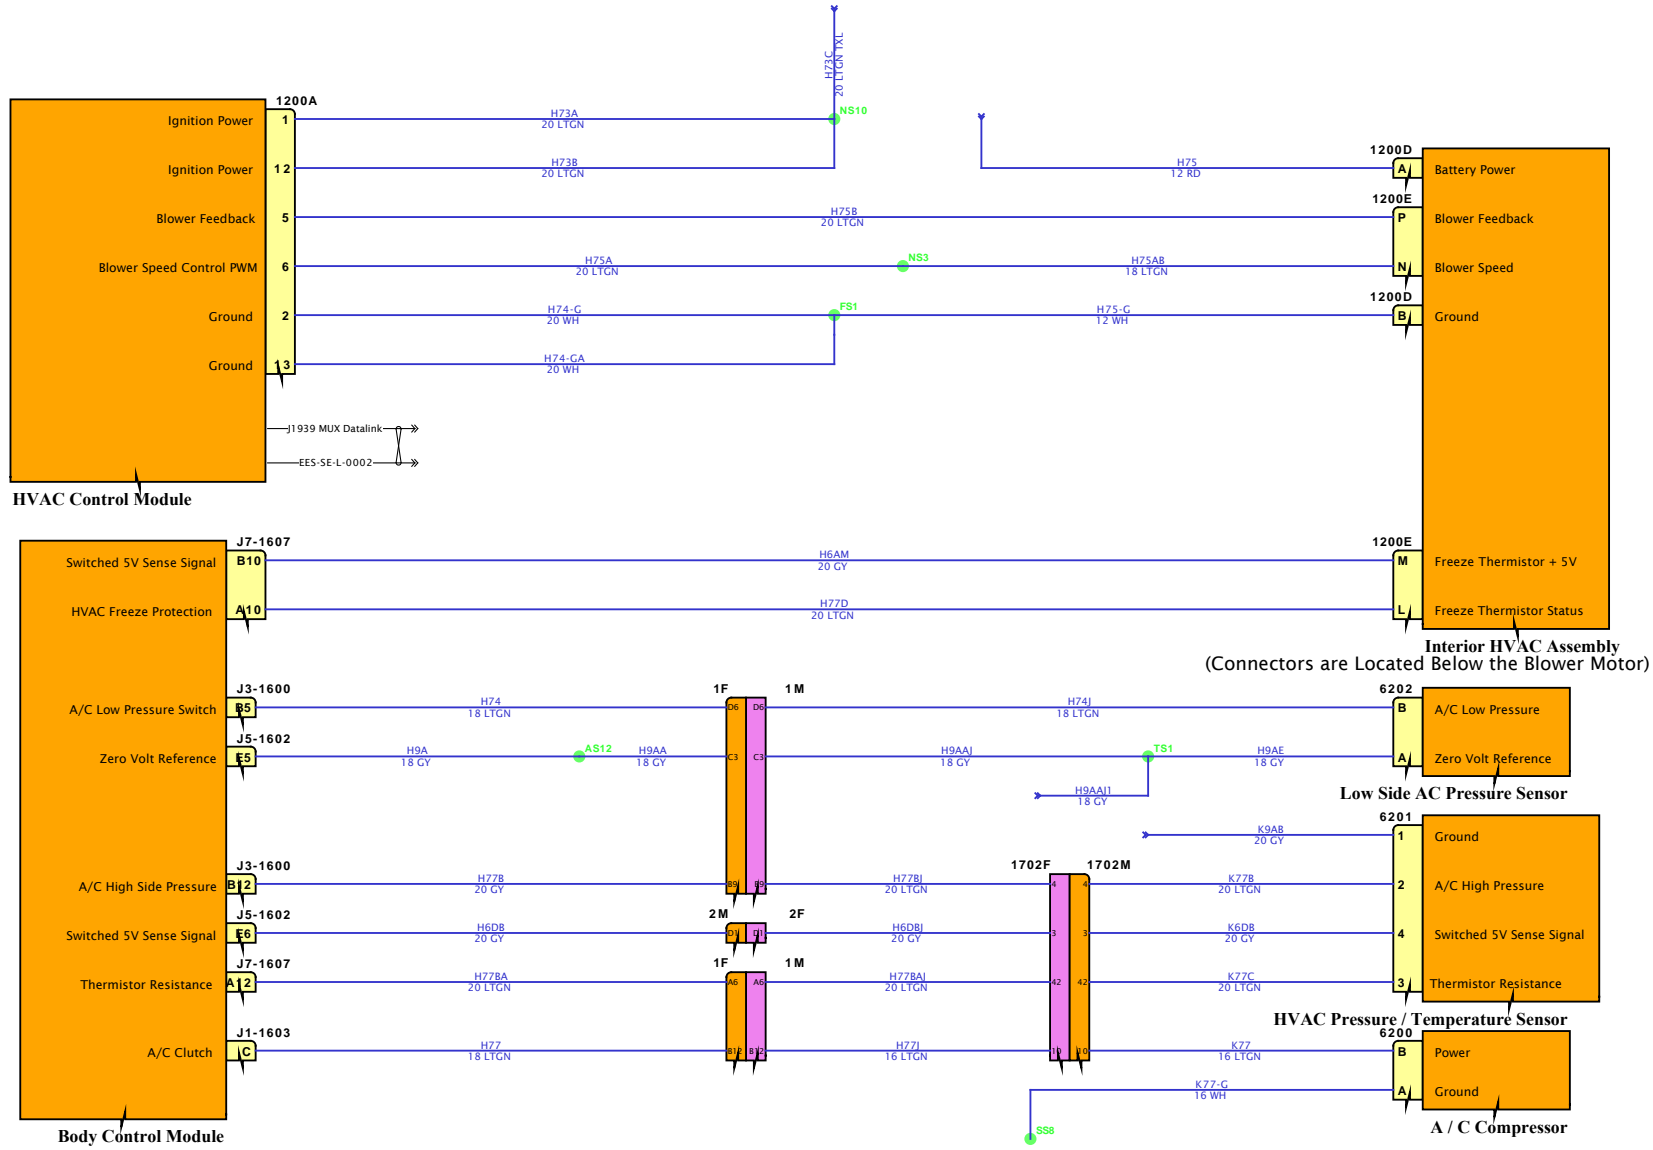 H73C
20 LTGN TXL
1200A
Ignition Power 1 H73A NS10
20 LTGN
1200D
Ignition Power 12 H73B H75 A Battery Power
20 LTGN 12 RD
1200E
Blower Feedback 5 H75B P Blower Feedback
20 LTGN
Blower Speed Control PWM 6 H75A NS3 H75AB N Blower Speed
20 LTGN 18 LTGN
1200D
Ground 2 H74-G FS1 H75-G B Ground
20 WH 12 WH
Ground 13 H74-GA
20 WH
J1939 MUX Datalink
EES-SE-L-0002
HVAC Control Module
J7-1607 1200E
Switched 5V Sense Signal B10 H6AM M Freeze Thermistor + 5V
20 GY
HVAC Freeze Protection A10 H77D L Freeze Thermistor Status
20 LTGN
Interior HVAC Assembly
(Connectors are Located Below the Blower Motor)
J3-1600 1F 1M 6202
A/C Low Pressure Switch B5 H74 D6 D6 H74J B A/C Low Pressure
18 LTGN 18 LTGN
J5-1602
Zero Volt Reference E5 H9A AS12 H9AA C3 C3 H9AAJ TS1 H9AE A Zero Volt Reference
18 GY 18 GY 18 GY 18 GY
H9AAJ1
18 GY
Low Side AC Pressure Sensor
6201
K9AB 1 Ground
20 GY
J3-1600 1702F 1702M
A/C High Side Pressure B12 H77B B9 B9 H77BJ 4 4 K77B 2 A/C High Pressure
20 GY 20 LTGN 20 LTGN
J5-1602 2M 2F
Switched 5V Sense Signal E6 H6DB D1 D1 H6DBJ 3 3 K6DB 4 Switched 5V Sense Signal
20 GY 20 GY 20 GY
J7-1607 1F 1M
Thermistor Resistance A12 H77BA A6 A6 H77BAJ 42 42 K77C 3 Thermistor Resistance
20 LTGN 20 LTGN 20 LTGN
HVAC Pressure / Temperature Sensor
J1-1603 6200
A/C Clutch C H77 B12 B12 H77J 10 10 K77 B Power
18 LTGN 16 LTGN 16 LTGN
K77-G A Ground
16 WH
SS8
A / C Compressor
Body Control Module